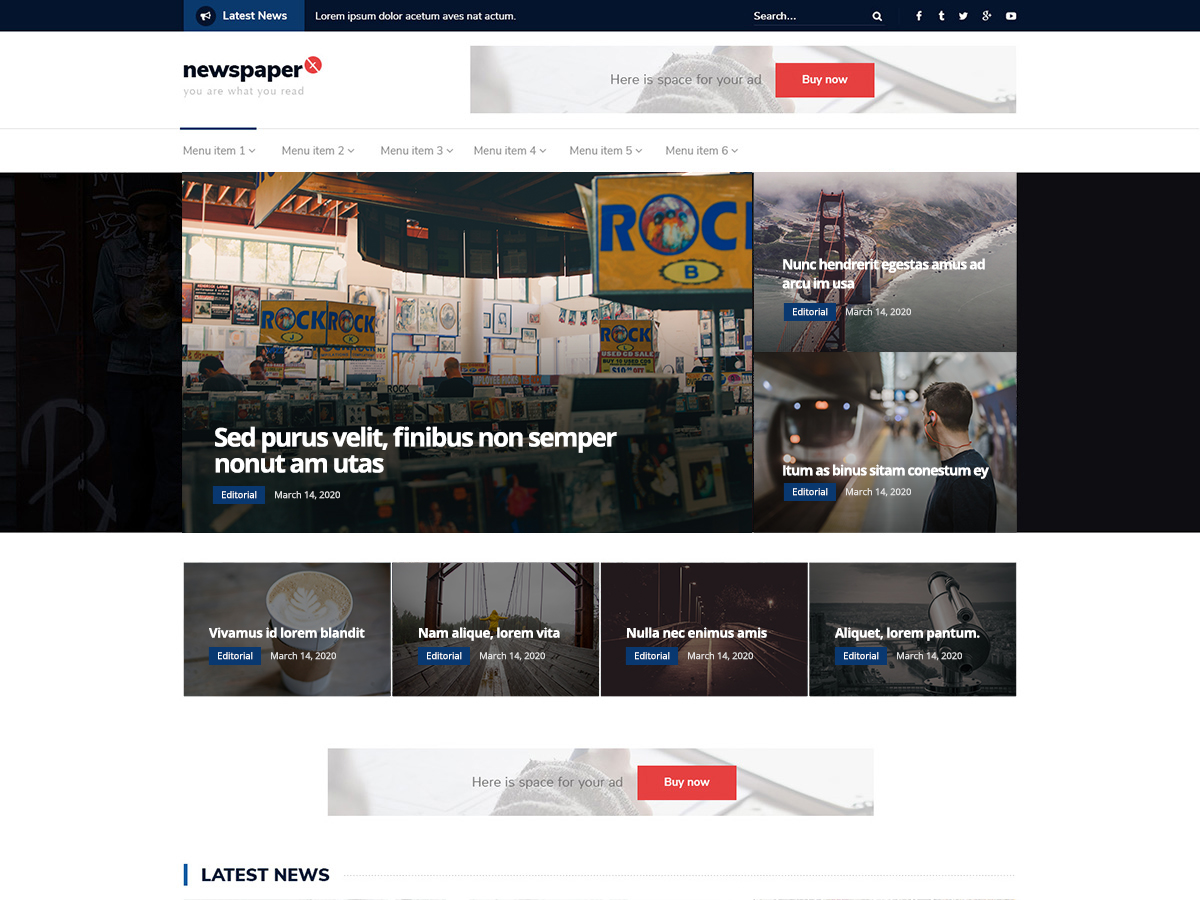 Latest News
Lorem ipsum dolor acetum aves nat actum.
Search...
newspaper
you are what you read
Here is space for your ad
Buy now
Menu item 1
Menu item 2
Menu item 3
Menu item 4
Menu item 5
Menu item 6
ROCK
B
ROCK
ROCK
ROCK
USED CD SALE
ROCK
Sed purus velit, finibus non semper
nonut am utas
Editorial
March 14, 2020
Nunc hendrerit egestas amus ad
arcu im usa
Editorial
March 14, 2020
Itum as binus sitam conestum ey
Editorial
March 14, 2020
Vivamus id lorem blandit
Editorial
March 14, 2020
Nam alique, lorem vita
Editorial
March 14, 2020
Nulla nec enimus amis
Editorial
March 14, 2020
Aliquet, lorem pantum.
Editorial
March 14, 2020
Here is space for your ad
Buy now
LATEST NEWS